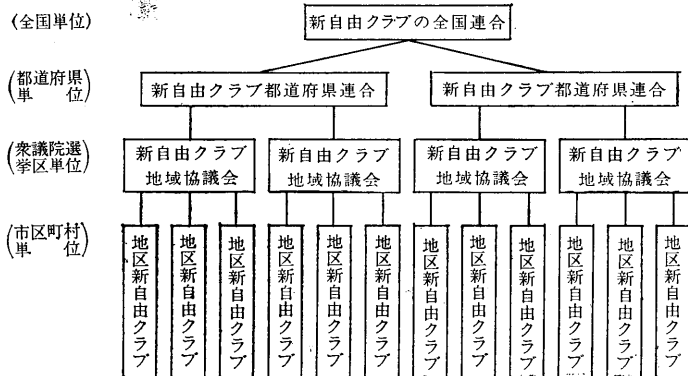 (全国単位)
新自由クラブの全国連合
(都道府県
単　　位)
新自由クラブ都道府県連合
新自由クラブ都道府県連合
(衆議院選
挙区単位)
新自由クラブ
地域協議会
新自由クラブ
地域協議会
新自由クラブ
地域協議会
新自由クラブ
地域協議会
(市区町村
単　　位)
地区新自由クラブ
地区新自由クラブ
地区新自由クラブ
地区新自由クラブ
地区新自由クラブ
地区新自由クラブ
地区新自由クラブ
地区新自由クラブ
地区新自由クラブ
地区新自由クラブ
地区新自由クラブ
地区新自由クラブ